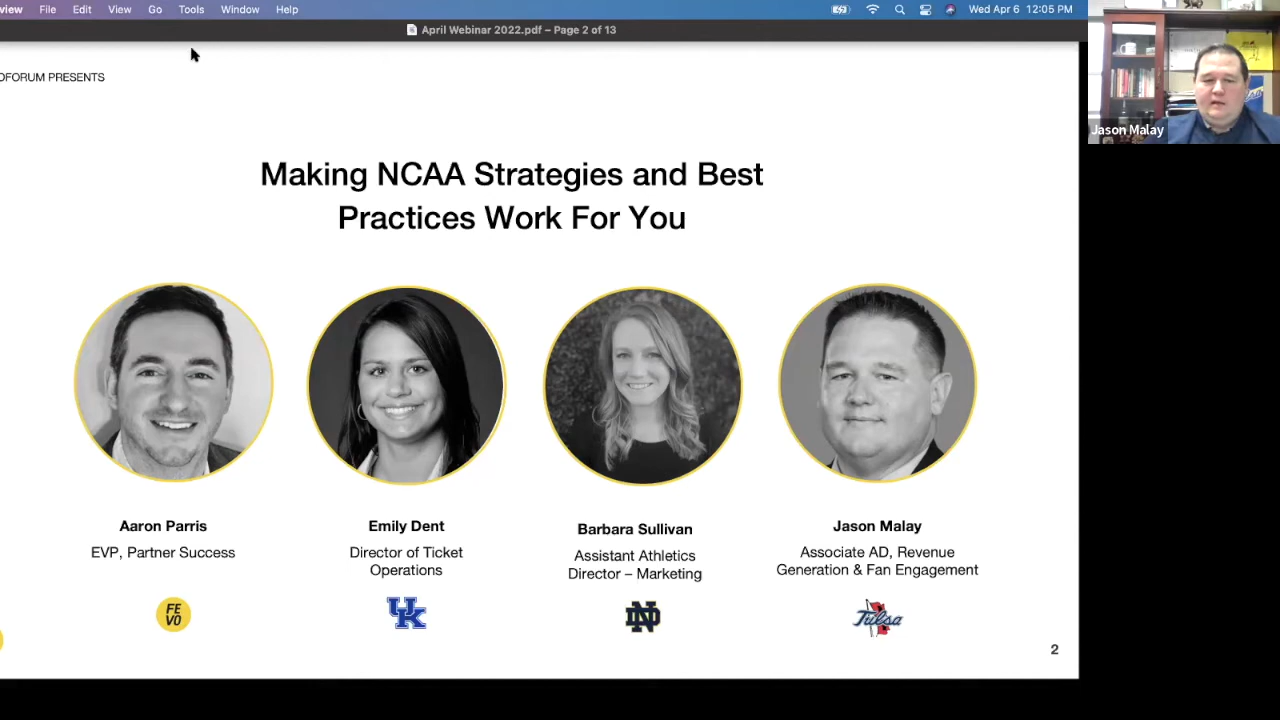 view File Edit View Go Tools Window Help Wed Apr 6 12:05 PM
April Webinar 2022.pdf – Page 2 of 13
OFORUM PRESENTS
Jason Malay
Making NCAA Strategies and Best
Practices Work For You
Aaron Parris
EVP, Partner Success
FE
VO
Emily Dent
Director of Ticket
Operations
UK
Barbara Sullivan
Assistant Athletics
Director – Marketing
ND
Jason Malay
Associate AD, Revenue
Generation & Fan Engagement
Tulsa
2